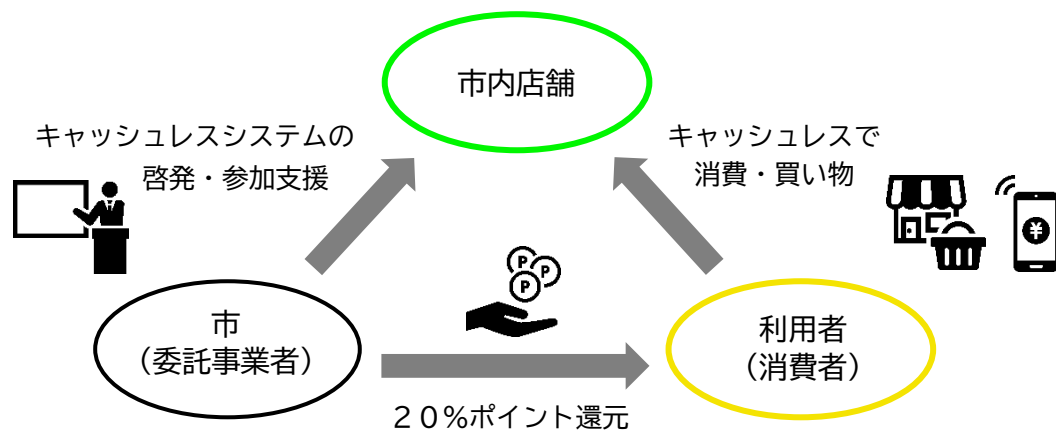 市内店舗
キャッシュレスシステムの
啓発・参加支援
キャッシュレスで
消費・買い物
¥
P
P
P
市
（委託事業者）
利用者
（消費者）
２０％ポイント還元